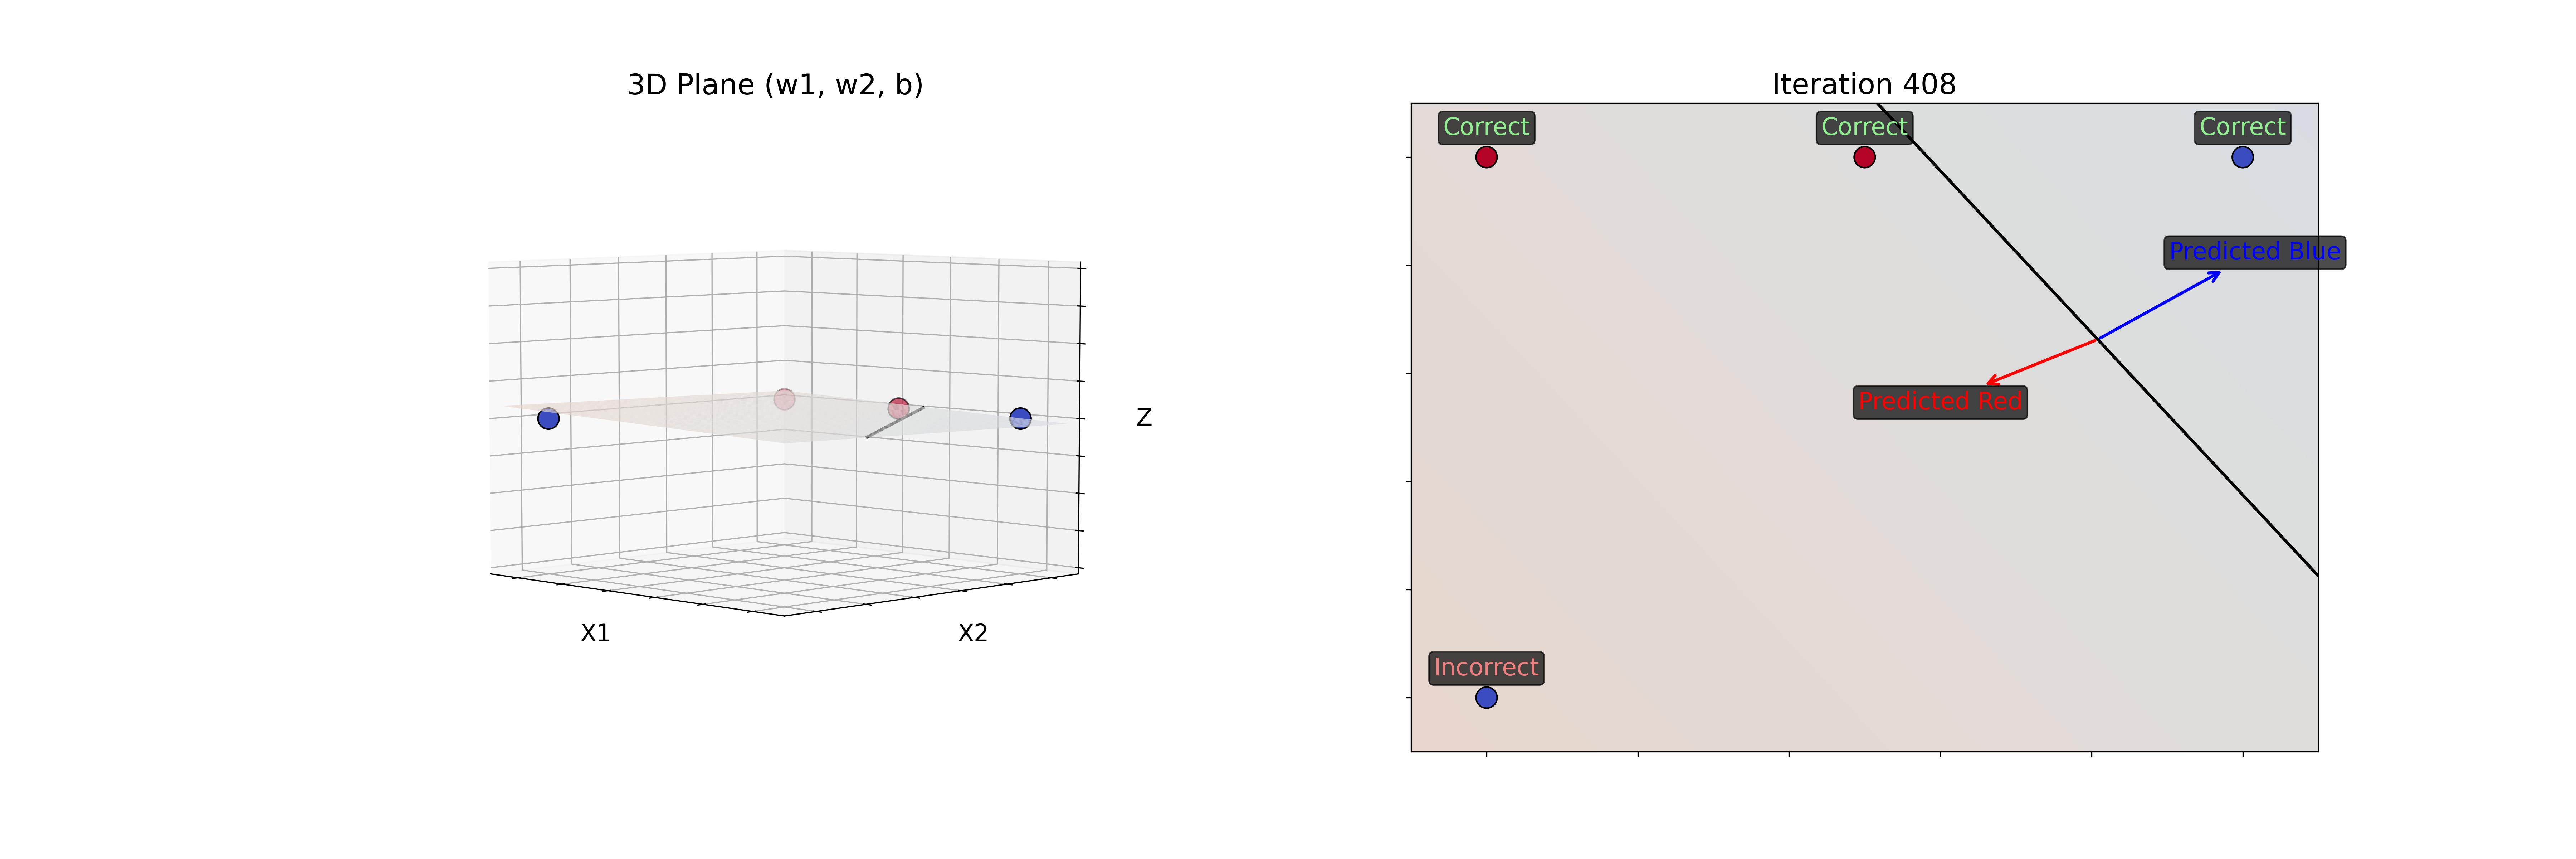 3D Plane (w1, w2, b)
Z
X1
X2
Iteration 408
Correct
Correct
Correct
Predicted Blue
Predicted Red
Incorrect